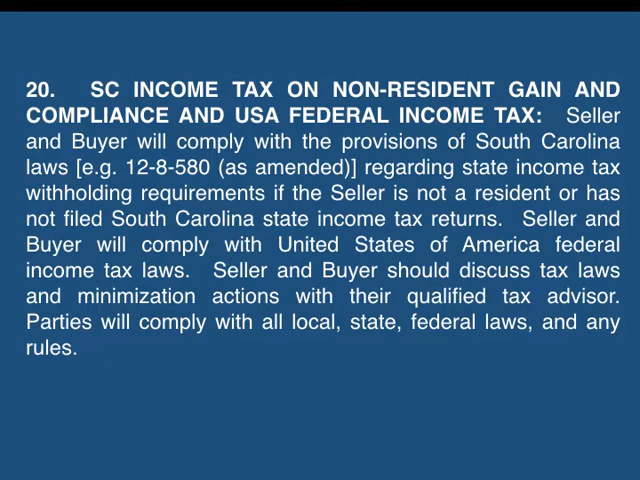 20. SC INCOME TAX ON NON-RESIDENT GAIN AND
COMPLIANCE AND USA FEDERAL INCOME TAX: Seller
and Buyer will comply with the provisions of South Carolina
laws [e.g. 12-8-580 (as amended)] regarding state income tax
withholding requirements if the Seller is not a resident or has
not filed South Carolina state income tax returns. Seller and
Buyer will comply with United States of America federal
income tax laws. Seller and Buyer should discuss tax laws
and minimization actions with their qualified tax advisor.
Parties will comply with all local, state, federal laws, and any
rules.